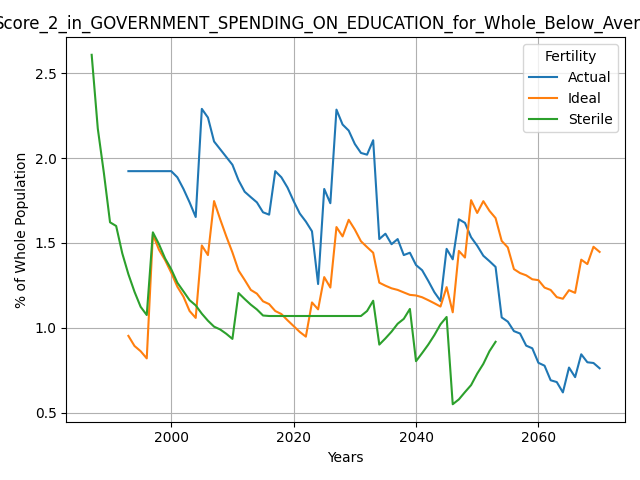 Score_2_in_GOVERNMENT_SPENDING_ON_EDUCATION_for_Whole_Below_Aver
Fertility
Actual
Ideal
Sterile
% of Whole Population
2.5
2.0
1.5
1.0
0.5
2000 2020 2040 2060
Years